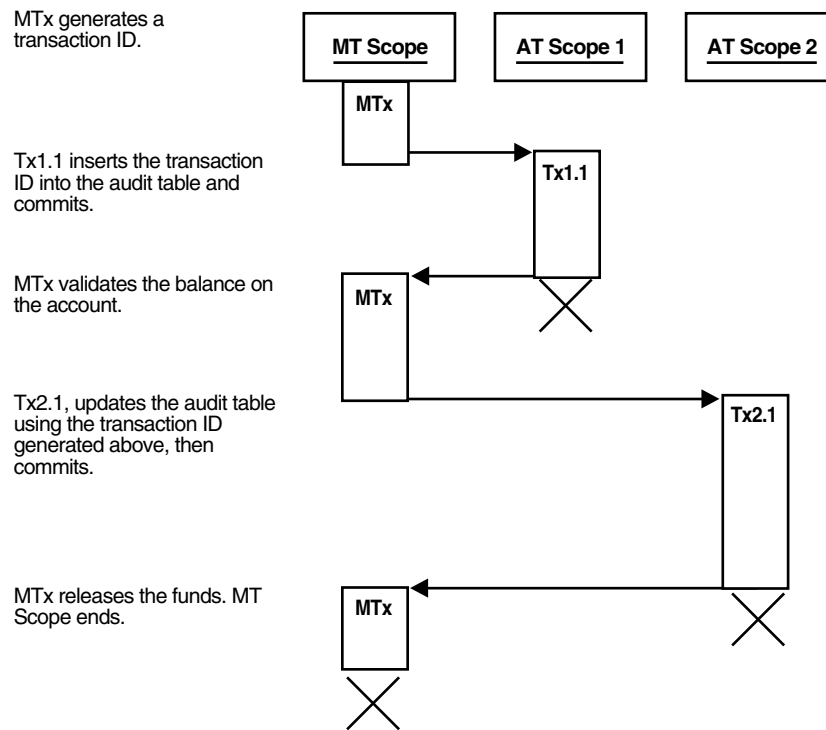 MTx generates a
transaction ID.
MT Scope
AT Scope 1
AT Scope 2
MTx
Tx1.1 inserts the transaction
ID into the audit table and
commits.
Tx1.1
MTx validates the balance on
the account.
MTx
Tx2.1, updates the audit table
using the transaction ID
generated above, then
commits.
Tx2.1
MTx releases the funds. MT
Scope ends.
MTx